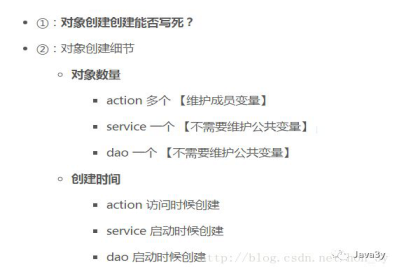 ①：对象创建创建能否写死？
②：对象创建细节
对象数量
action 多个 【维护成员变量】
service 一个 【不需要维护公共变量】
dao 一个 【不需要维护公共变量】
创建时间
action 访问时候创建
service 启动时候创建
dao 启动时候创建
http://blog.csdn.net
Java3y